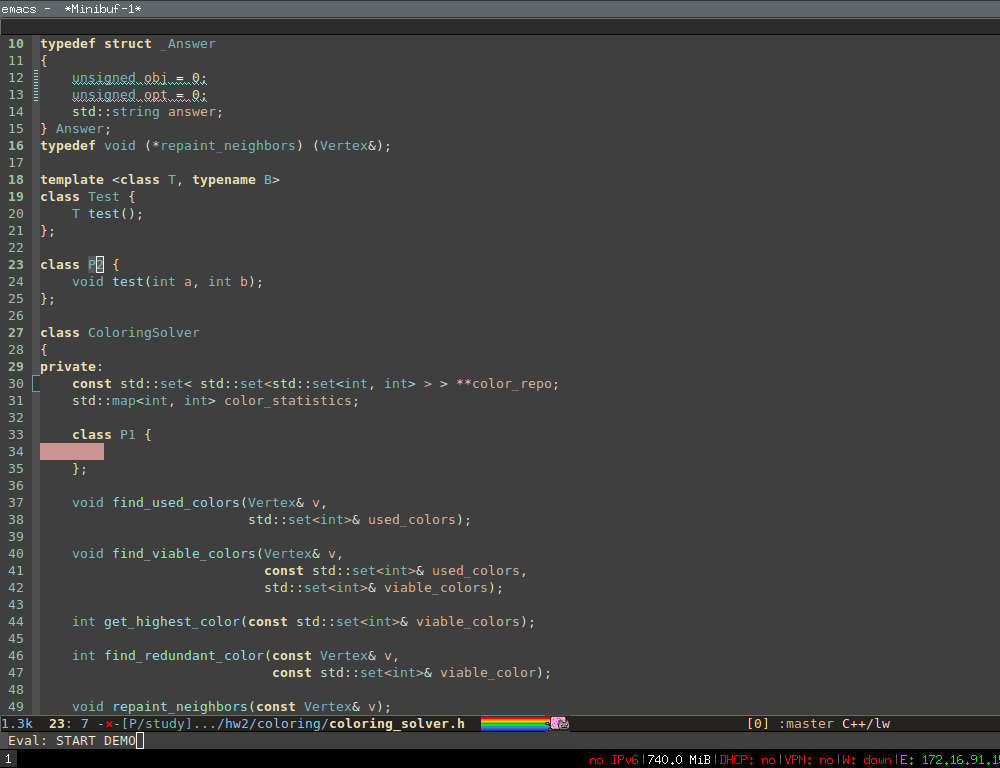 emacs -  *Minibuf-1*
10 typedef struct _Answer
11 {
12     unsigned obj = 0;
13     unsigned opt = 0;
14     std::string answer;
15 } Answer;
16 typedef void (*repaint_neighbors) (Vertex&);
17
18 template <class T, typename B>
19 class Test {
20     T test();
21 };
22
23 class P2 {
24     void test(int a, int b);
25 };
26
27 class ColoringSolver
28 {
29 private:
30     const std::set< std::set<std::set<int, int> > > **color_repo;
31     std::map<int, int> color_statistics;
32
33     class P1 {
34
35     };
36
37     void find_used_colors(Vertex& v,
38                           std::set<int>& used_colors);
39
40     void find_viable_colors(Vertex& v,
41                             const std::set<int>& used_colors,
42                             std::set<int>& viable_colors);
43
44     int get_highest_color(const std::set<int>& viable_colors);
45
46     int find_redundant_color(const Vertex& v,
47                              const std::set<int>& viable_color);
48
49     void repaint_neighbors(const Vertex& v);
1.3k  23: 7 -×-[P/study].../hw2/coloring/coloring_solver.h [0] :master C++/lw
Eval: START DEMO
1 no IPv6|740.0 MiB|DHCP: no|VPN: no|W: down|E: 172.16.91.1